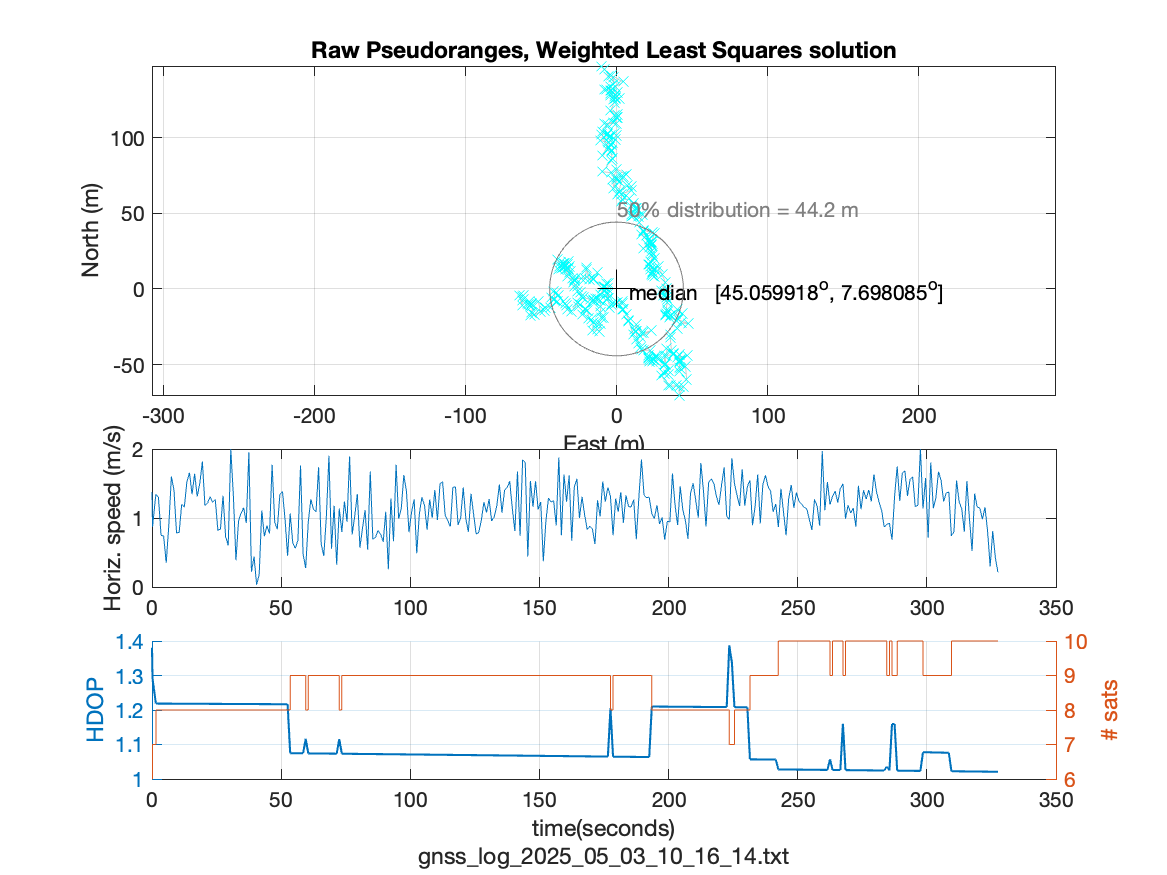 Raw Pseudoranges, Weighted Least Squares solution
North (m)
100
50
0
-50
50% distribution = 44.2 m
median [45.059918°, 7.698085°]
-300 -200 -100 0 100 200
East (m)
Horiz. speed (m/s)
2
1
0
0 50 100 150 200 250 300 350
HDOP
1.4
1.3
1.2
1.1
1
10
9
8
7
6
# sats
0 50 100 150 200 250 300 350
time(seconds)
gnss_log_2025_05_03_10_16_14.txt